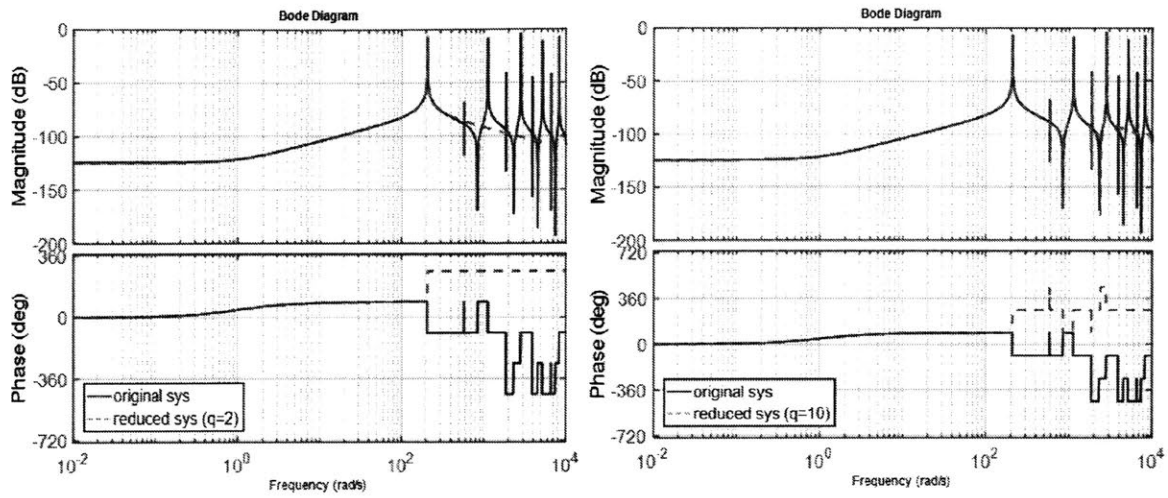 Bode Diagram
0
-50
-100
-150
-200
Magnitude (dB)
360
0
-360
-720
Phase (deg)
original sys
reduced sys (q=2)
10^-2
10^0
10^2
10^4
Frequency (rad/s)
Bode Diagram
0
-50
-100
-150
-200
Magnitude (dB)
720
360
0
-360
-720
Phase (deg)
original sys
reduced sys (q=10)
10^-2
10^0
10^2
10^4
Frequency (rad/s)